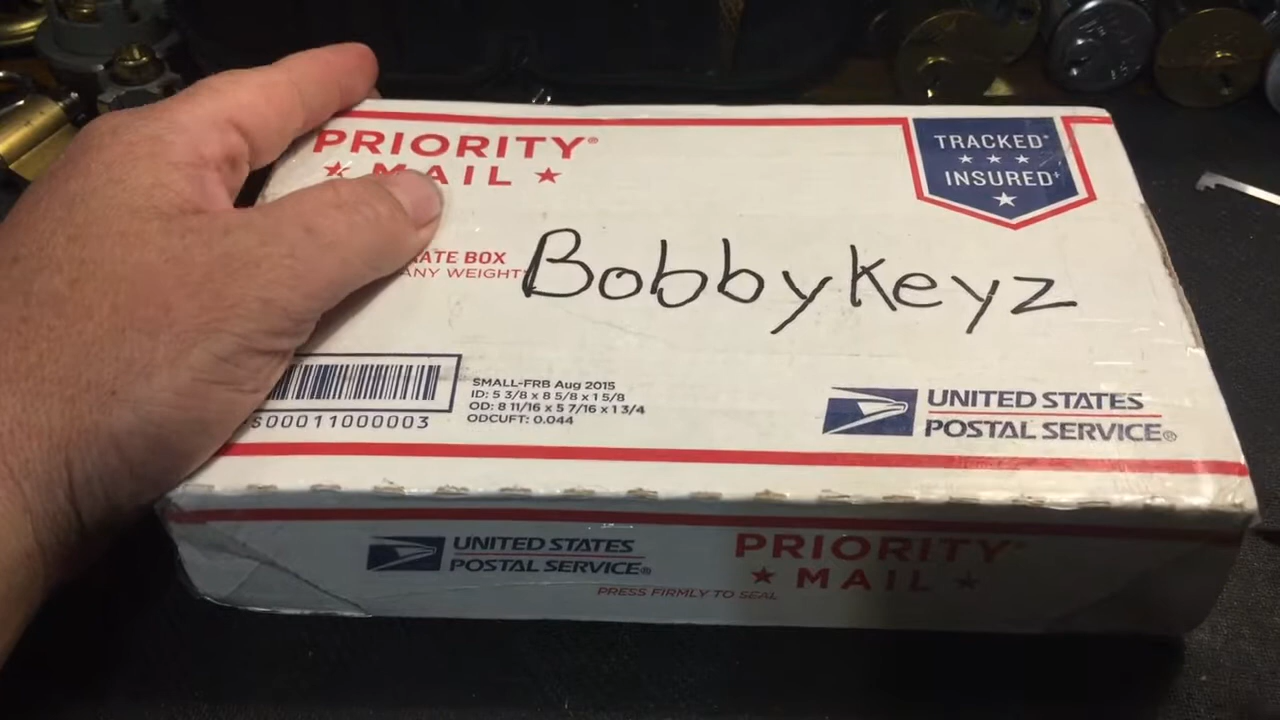 PRIORITY®
★ MAIL ★
TRACKED*
★ ★ ★
INSURED†
★
RATE BOX
ANY WEIGHT*
Bobbykeyz
S00011000003
SMALL-FRB Aug 2015
ID: 5 3/8 x 8 5/8 x 1 5/8
OD: 8 11/16 x 5 7/16 x 1 3/4
ODCUFT: 0.044
UNITED STATES
POSTAL SERVICE®
UNITED STATES
POSTAL SERVICE®
PRIORITY®
★ MAIL ★
PRESS FIRMLY TO SEAL